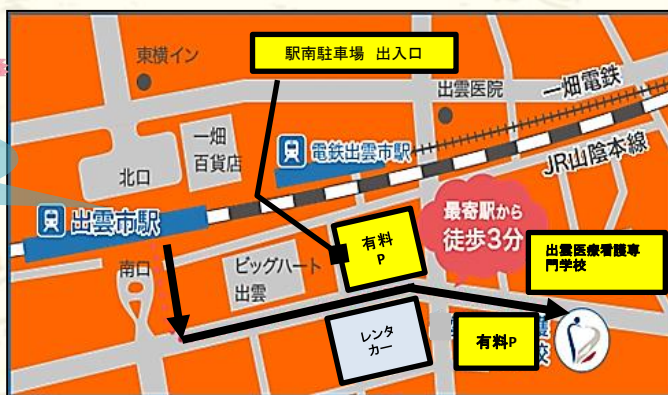 駅南駐車場 出入口
東横イン
出雲医院
一畑電鉄
一畑
百貨店
電鉄出雲市駅
JR山陰本線
北口
出雲市駅
最寄駅から
徒歩3分
有料
P
出雲医療看護専
門学校
南口
ビッグハート
出雲
レンタ
カー
有料P
校